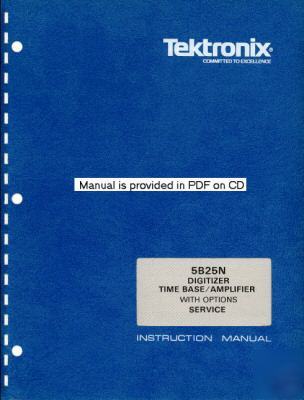 Tektronix®
COMMITTED TO EXCELLENCE
Manual is provided in PDF on CD
5B25N
DIGITIZER
TIME BASE/AMPLIFIER
WITH OPTIONS
SERVICE
INSTRUCTION MANUAL